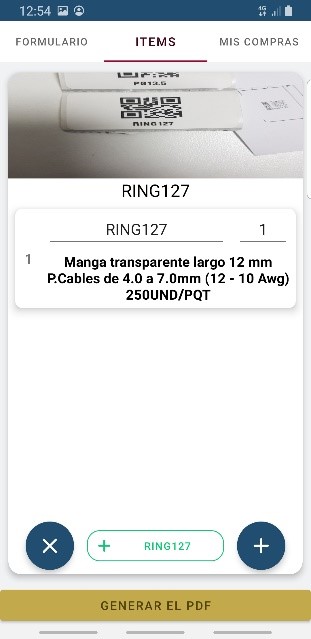 12:54
4G
FORMULARIO
ITEMS
MIS COMPRAS
RING127
RING127
RING127
1
1
Manga transparente largo 12 mm
P.Cables de 4.0 a 7.0mm (12 - 10 Awg)
250UND/PQT
+ RING127
GENERAR EL PDF